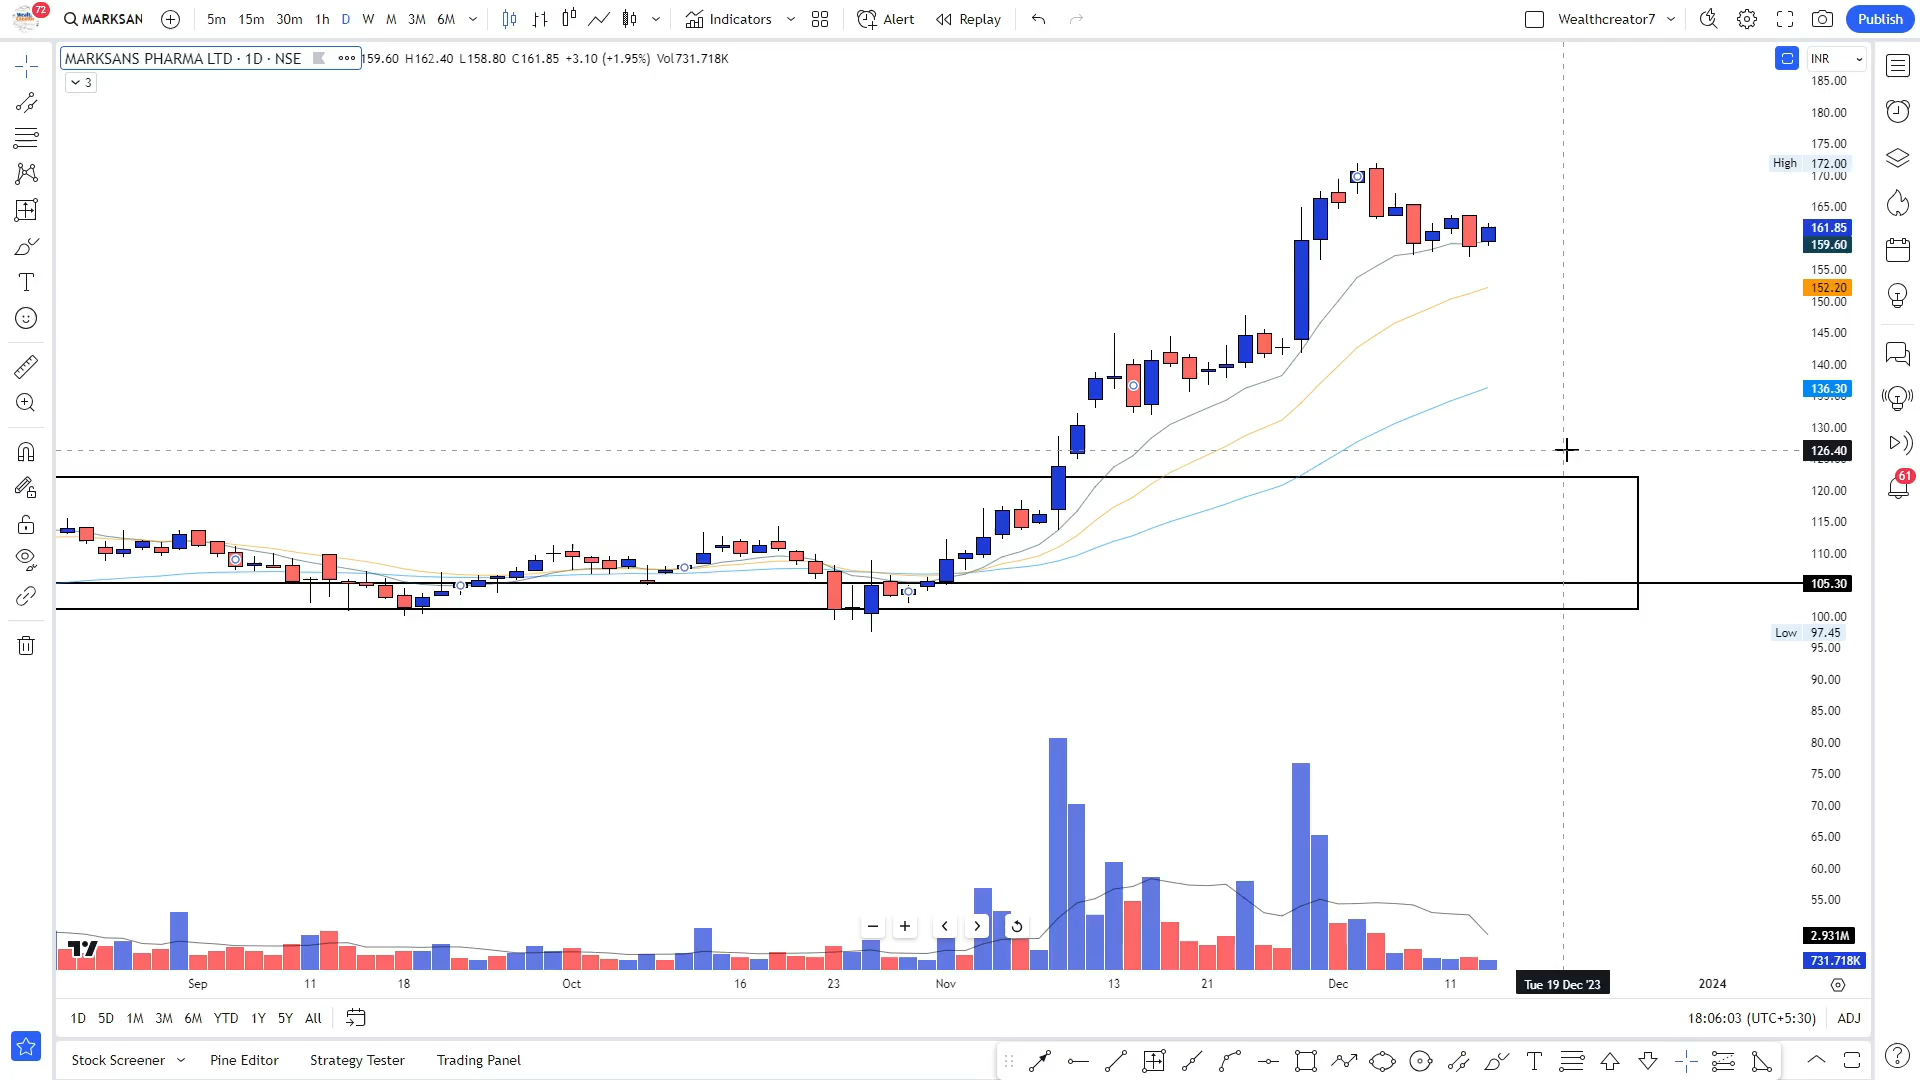 72
MARKSAN
5m 15m 30m 1h D W M 3M 6M
Indicators
Alert
Replay
Wealthcreator7
Publish
MARKSANS PHARMA LTD · 1D · NSE
159.60 H162.40 L158.80 C161.85 +3.10 (+1.95%) Vol731.718K
3
INR
185.00
180.00
175.00
High 172.00
170.00
165.00
161.85
159.60
155.00
152.20
150.00
145.00
140.00
136.30
130.00
126.40
120.00
115.00
110.00
105.30
100.00
Low 97.45
95.00
90.00
85.00
80.00
75.00
70.00
65.00
60.00
55.00
2.931M
731.718K
61
Sep 11 18 Oct 16 23 Nov 13 21 Dec 11 Tue 19 Dec '23 2024
1D 5D 1M 3M 6M YTD 1Y 5Y All
18:06:03 (UTC+5:30) ADJ
Stock Screener Pine Editor Strategy Tester Trading Panel